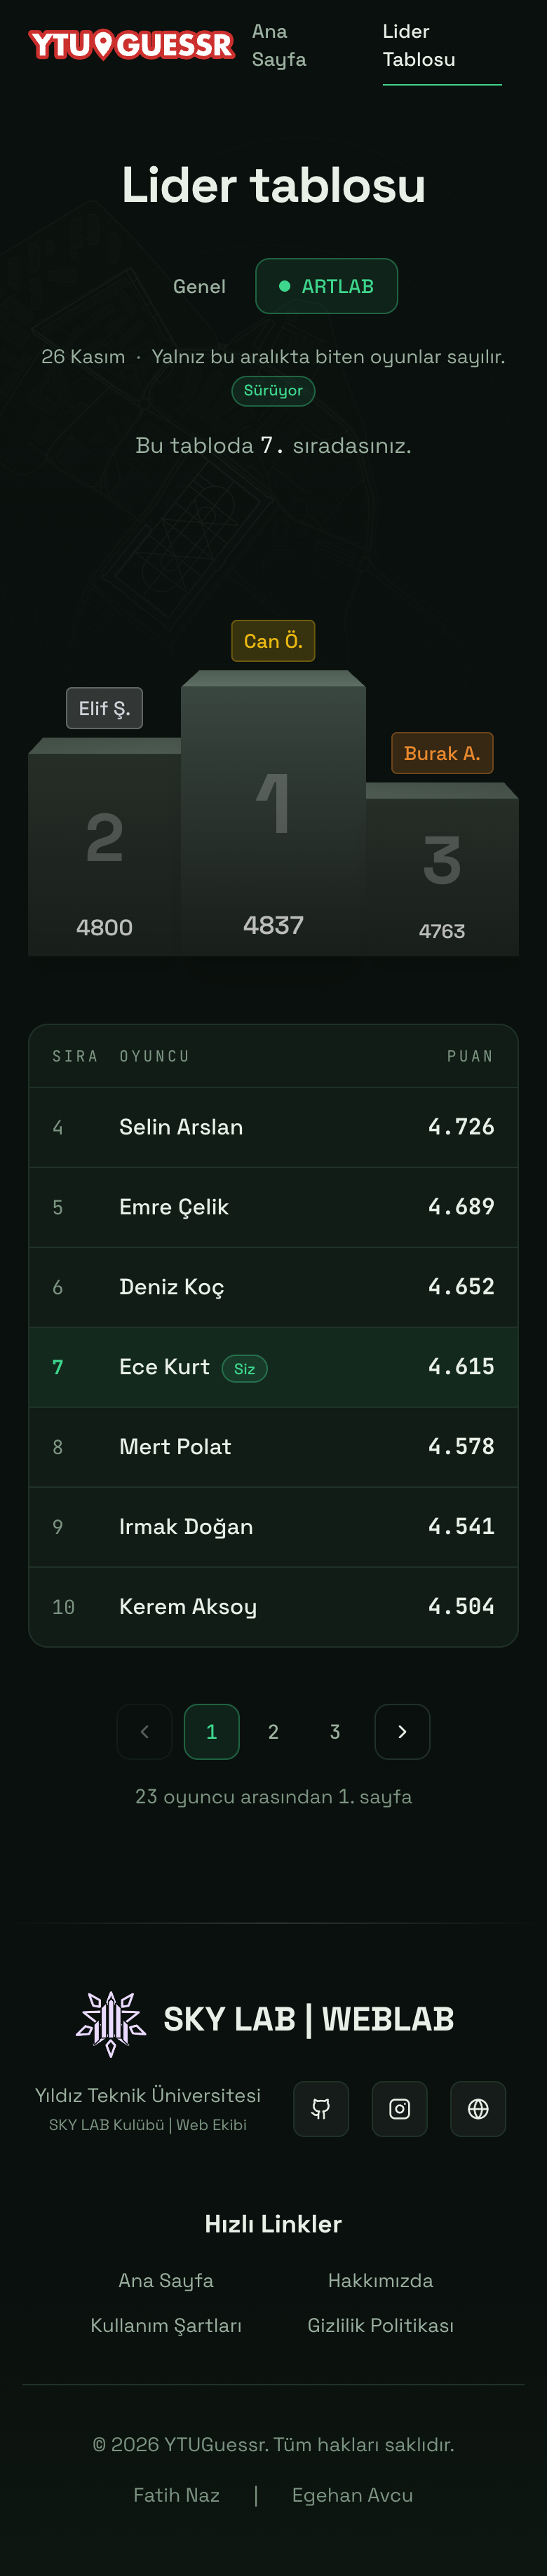 YTU GUESSR
Ana
Sayfa
Lider
Tablosu
Lider tablosu
Genel
ARTLAB
26 Kasım · Yalnız bu aralıkta biten oyunlar sayılır.
Sürüyor
Bu tabloda 7. sıradasınız.
Can Ö.
Elif Ş.
Burak A.
1
2
3
4800
4837
4763
SIRA OYUNCU PUAN
4 Selin Arslan 4.726
5 Emre Çelik 4.689
6 Deniz Koç 4.652
7 Ece Kurt Siz 4.615
8 Mert Polat 4.578
9 Irmak Doğan 4.541
10 Kerem Aksoy 4.504
1 2 3
23 oyuncu arasından 1. sayfa
SKY LAB | WEBLAB
Yıldız Teknik Üniversitesi
SKY LAB Kulübü | Web Ekibi
Hızlı Linkler
Ana Sayfa
Hakkımızda
Kullanım Şartları
Gizlilik Politikası
© 2026 YTUGuessr. Tüm hakları saklıdır.
Fatih Naz | Egehan Avcu